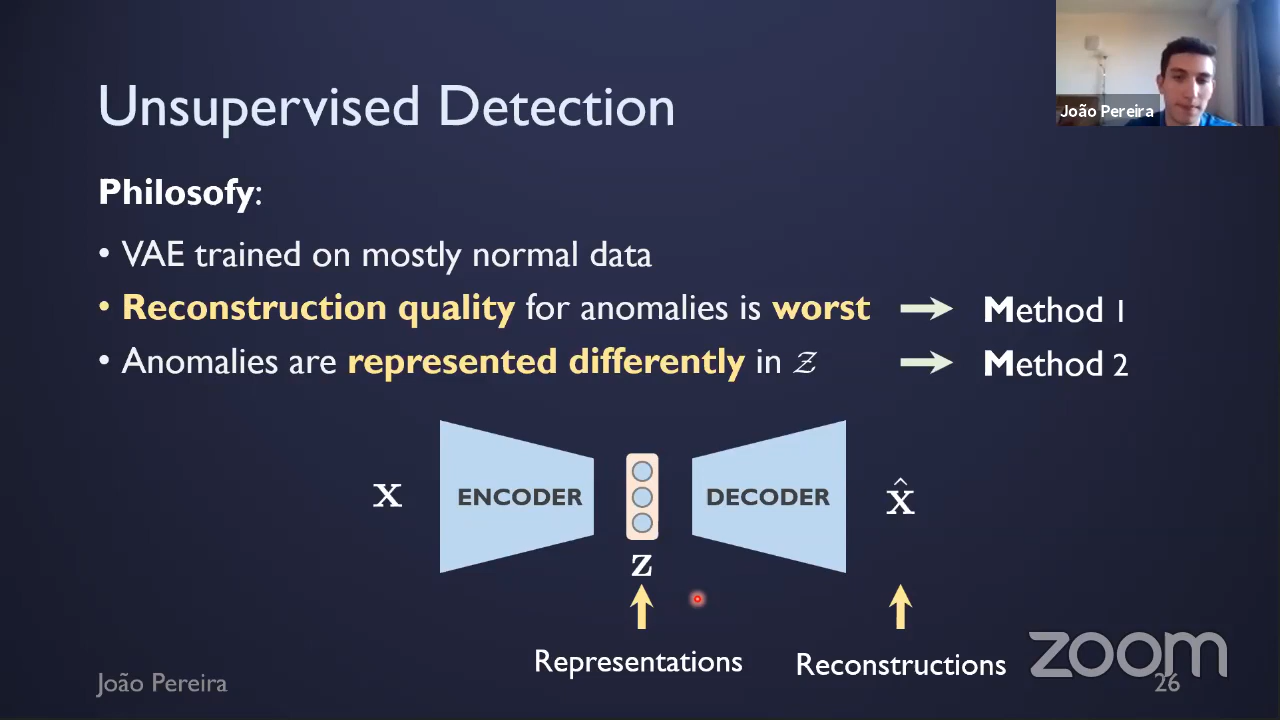 Unsupervised Detection
João Pereira
Philosofy:
• VAE trained on mostly normal data
• Reconstruction quality for anomalies is worst → Method 1
• Anomalies are represented differently in 𝒵 → Method 2
x ENCODER DECODER x̂
z
Representations Reconstructions
zoom
João Pereira 26